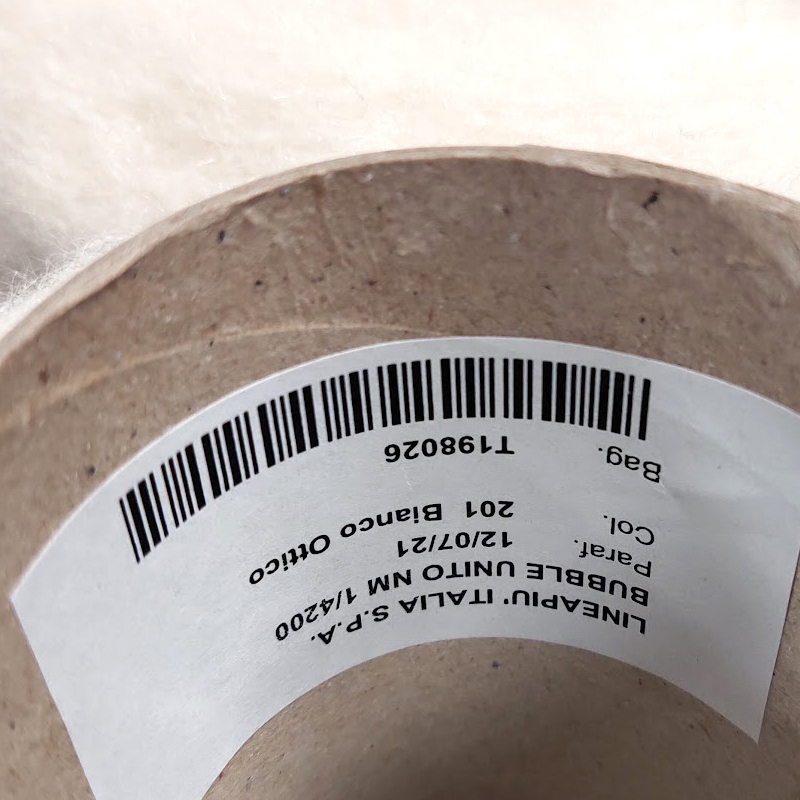 LINEAPIU' ITALIA S.P.A.
BUBBLE UNITO NM 1/4200
Paraf. 12/07/21
Col. 201 Bianco Ottico
Bag. T198026